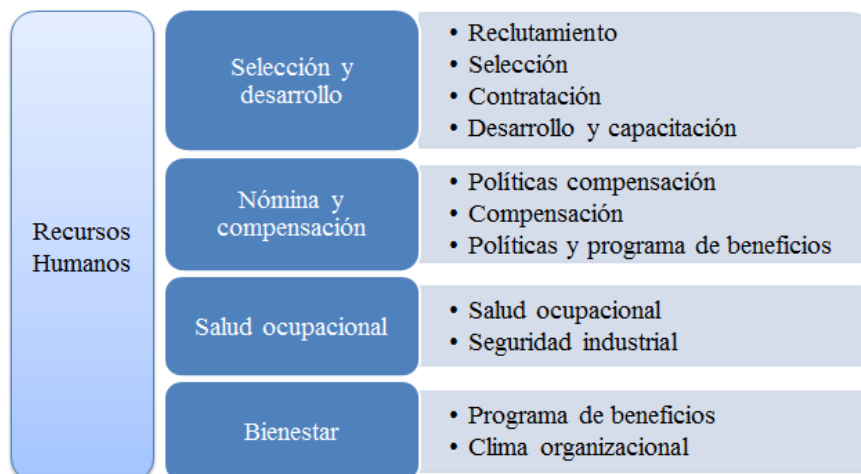 Recursos
Humanos
Selección y
desarrollo
• Reclutamiento
• Selección
• Contratación
• Desarrollo y capacitación
Nómina y
compensación
• Políticas compensación
• Compensación
• Políticas y programa de beneficios
Salud ocupacional
• Salud ocupacional
• Seguridad industrial
Bienestar
• Programa de beneficios
• Clima organizacional